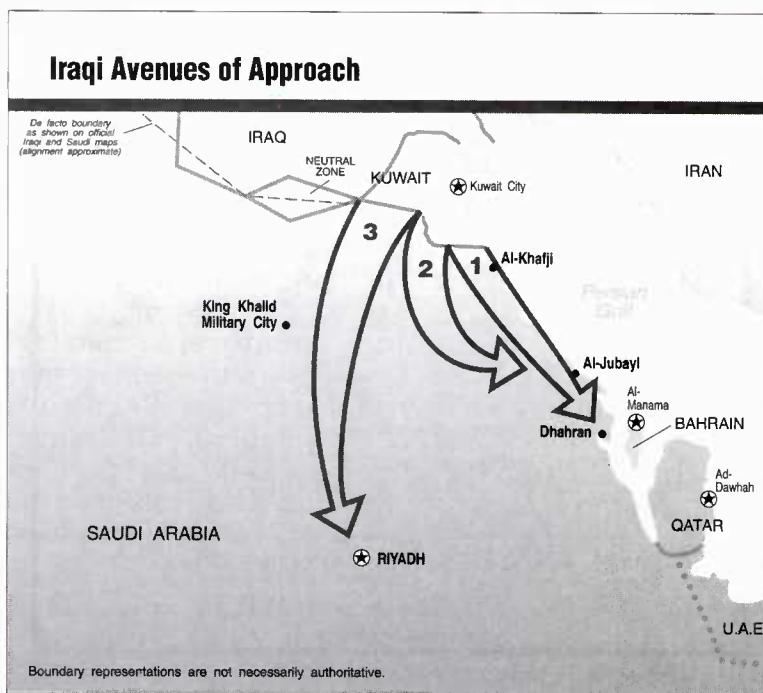 Iraqi Avenues of Approach
De facto boundary
as shown on official
Iraqi and Saudi maps
(alignment approximate)
IRAQ
NEUTRAL
ZONE
KUWAIT
Kuwait City
IRAN
3
2
1
Al-Khafji
King Khalid
Military City
Persian
Gulf
Al-Jubayl
Al-
Manama
Dhahran
BAHRAIN
Ad-
Dawhah
SAUDI ARABIA
QATAR
RIYADH
U.A.E
Boundary representations are not necessarily authoritative.